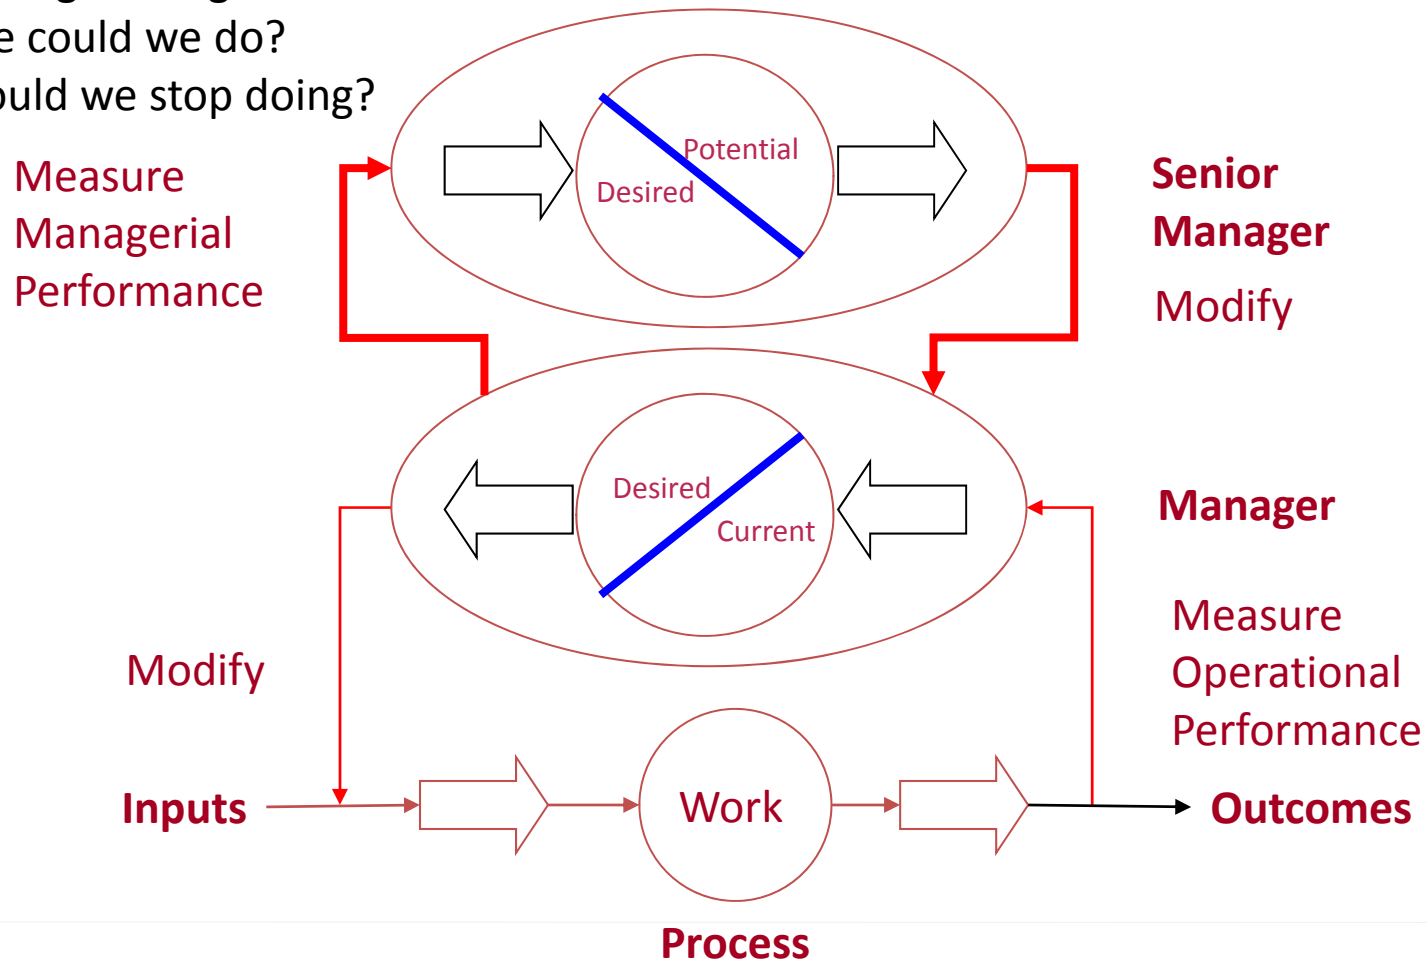 e could we do?
ould we stop doing?
Measure
Managerial
Performance
Potential
Desired
Senior
Manager
Modify
Desired
Current
Manager
Measure
Operational
Performance
Modify
Inputs
Work
Outcomes
Process